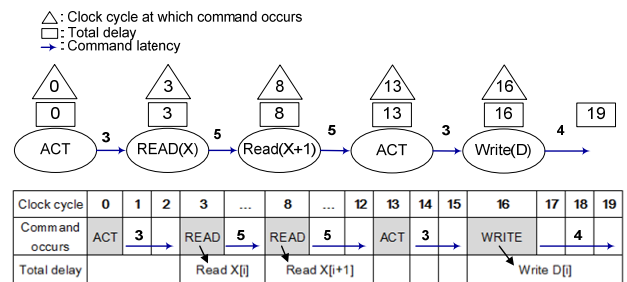 : Clock cycle at which command occurs
: Total delay
: Command latency
0 3 8 13 16
0 3 8 13 16 19
3 5 5 3 4
ACT READ(X) Read(X+1) ACT Write(D)
Clock cycle 0 1 2 3 ... 8 ... 12 13 14 15 16 17 18 19
Command occurs ACT 3 READ 5 READ 5 ACT 3 WRITE 4
Total delay Read X[i] Read X[i+1] Write D[i]